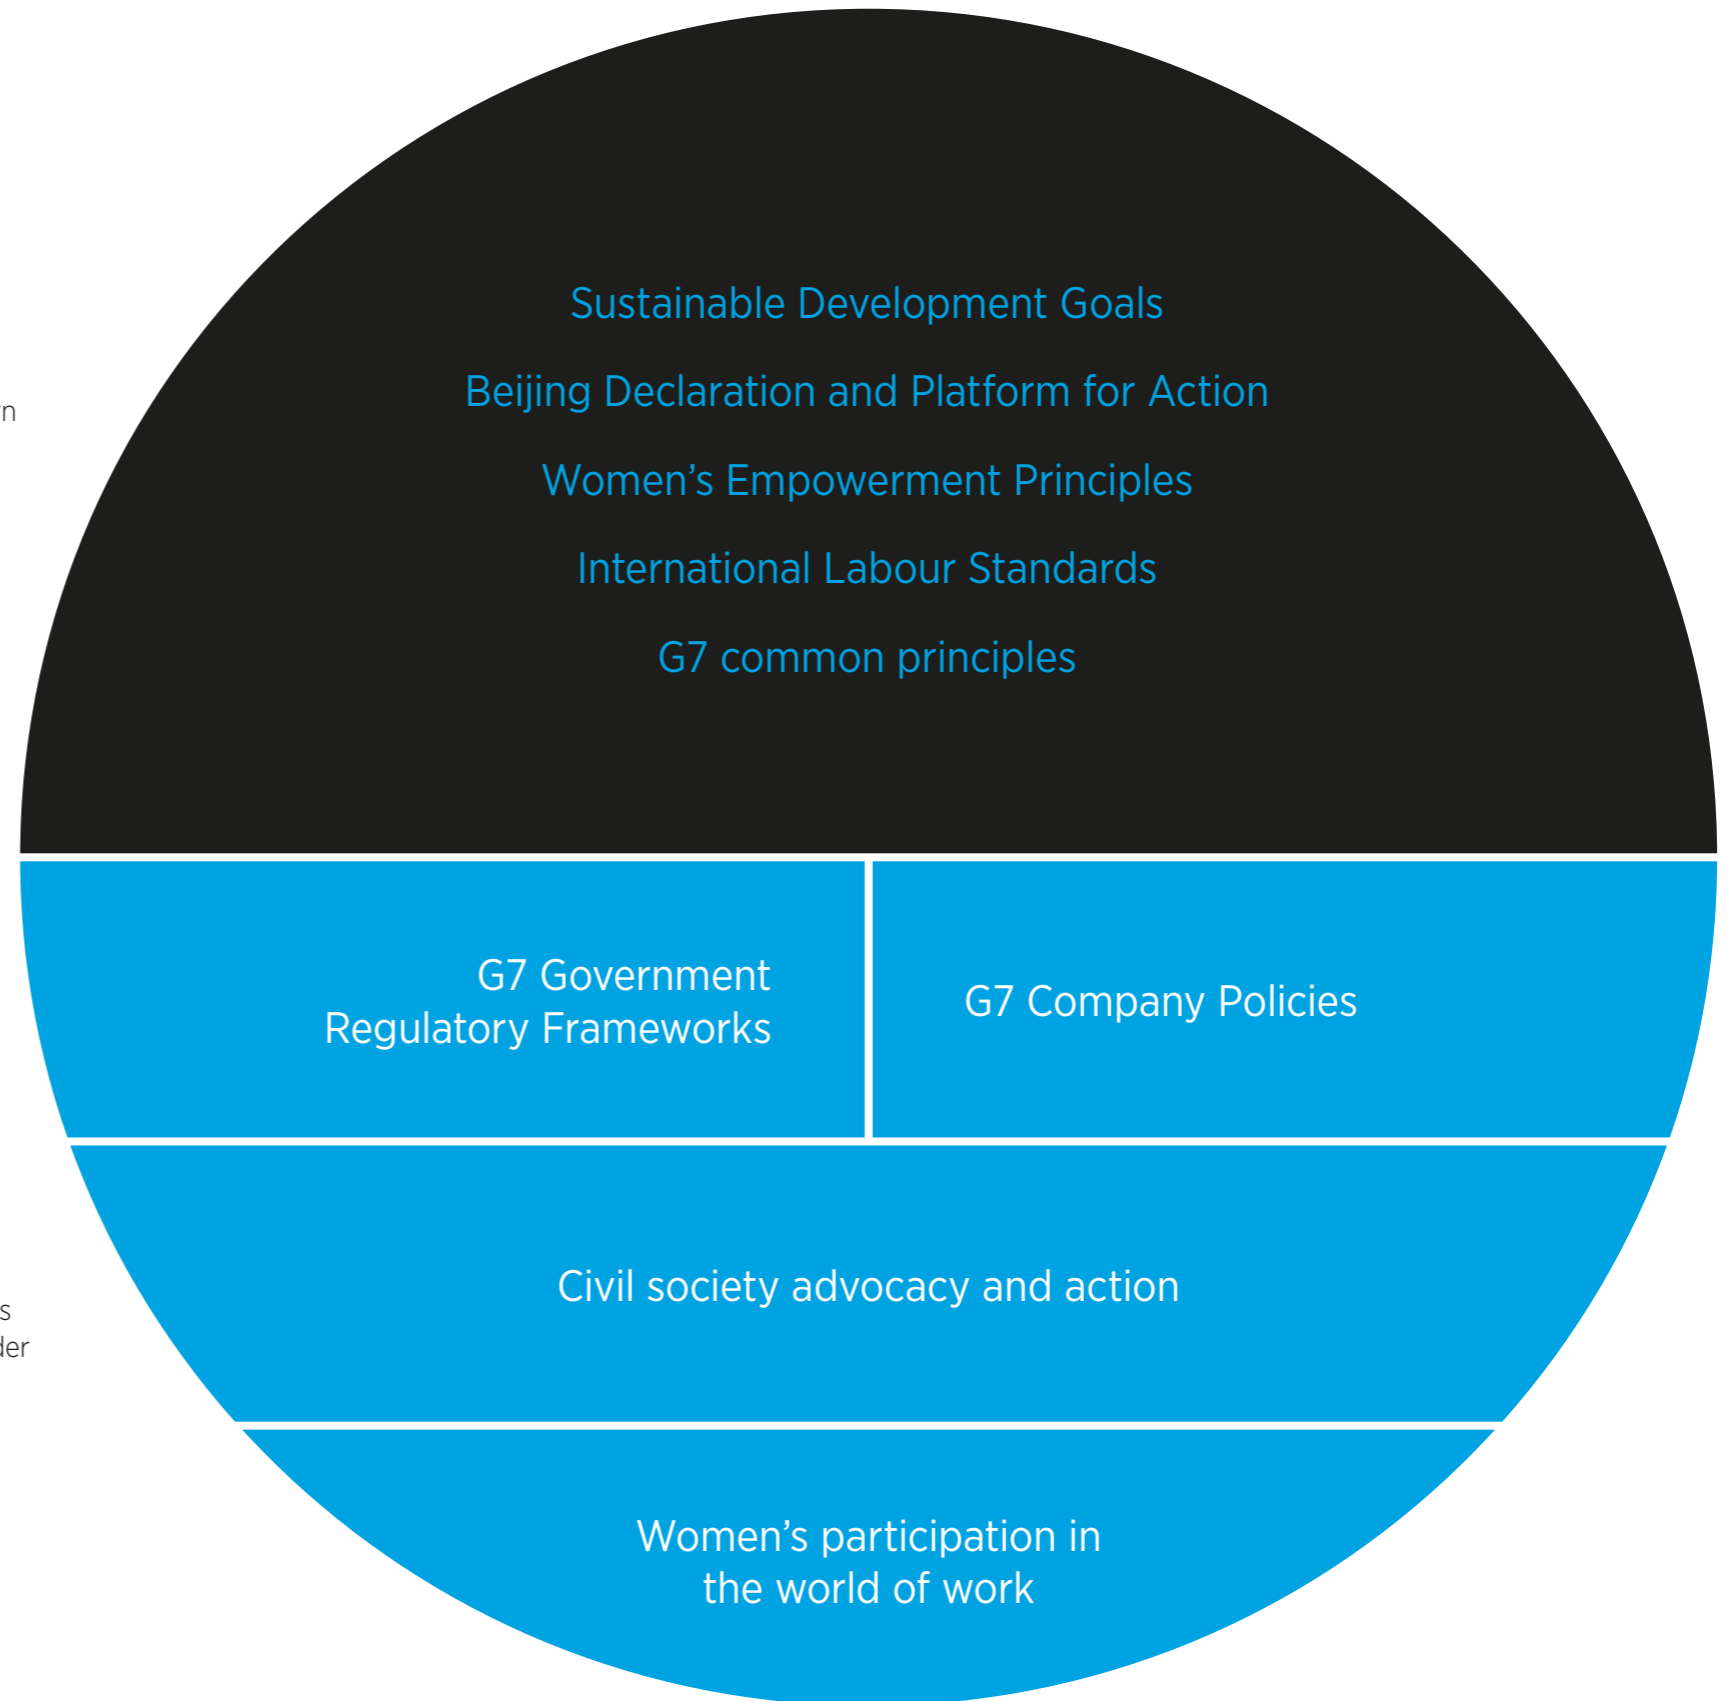 Sustainable Development Goals
Beijing Declaration and Platform for Action
Women’s Empowerment Principles
International Labour Standards
G7 common principles
G7 Government
Regulatory Frameworks
G7 Company Policies
Civil society advocacy and action
Women’s participation in
the world of work